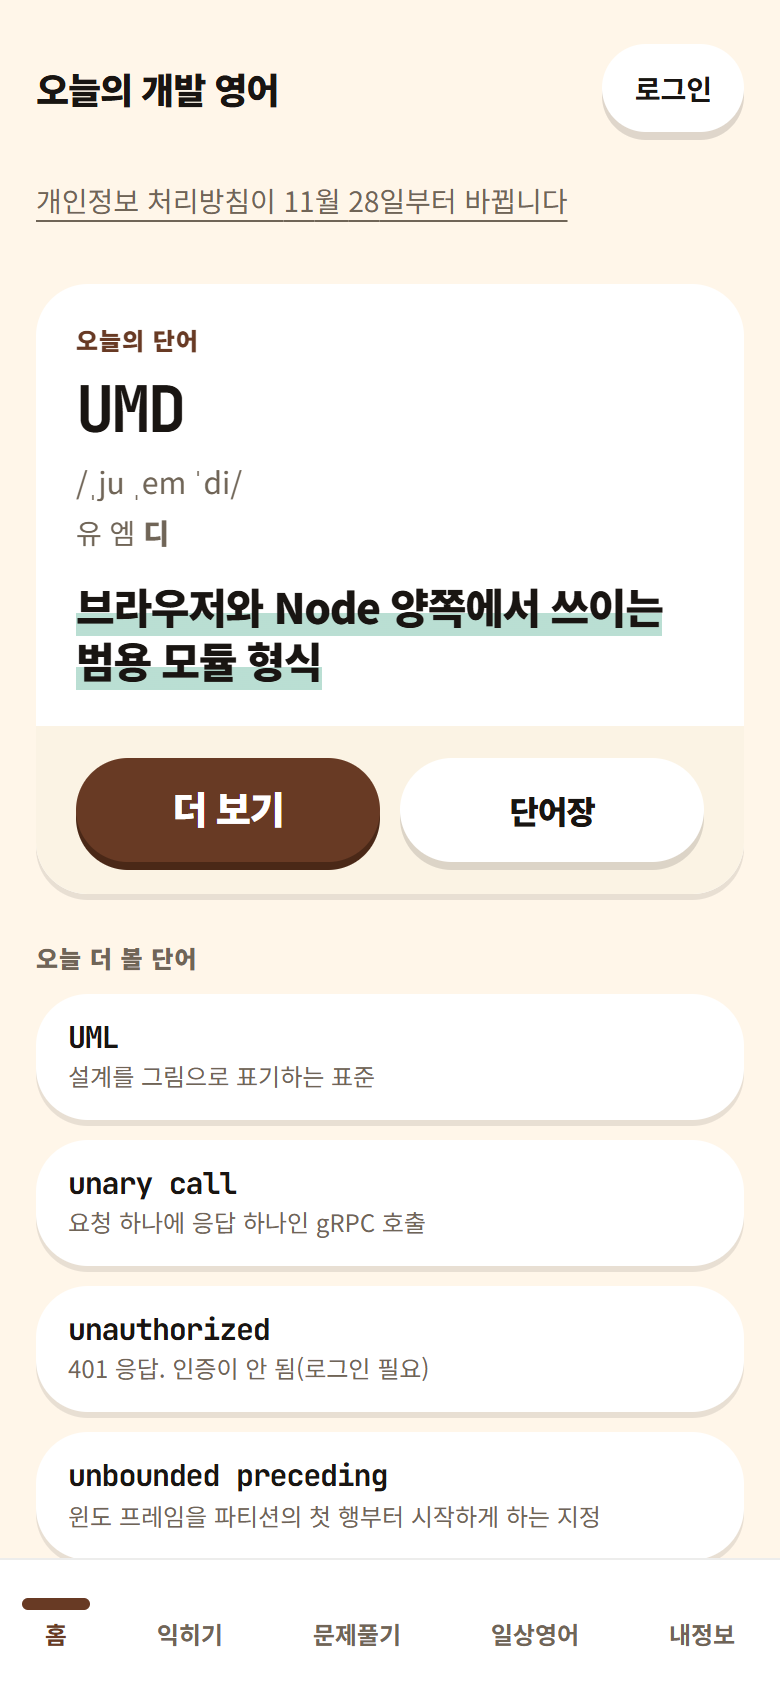 오늘의 개발 영어
로그인
개인정보 처리방침이 11월 28일부터 바뀝니다
오늘의 단어
UMD
/ˌju ˌem ˈdi/
유 엠 디
브라우저와 Node 양쪽에서 쓰이는
범용 모듈 형식
더 보기
단어장
오늘 더 볼 단어
UML
설계를 그림으로 표기하는 표준
unary call
요청 하나에 응답 하나인 gRPC 호출
unauthorized
401 응답. 인증이 안 됨(로그인 필요)
unbounded preceding
윈도 프레임을 파티션의 첫 행부터 시작하게 하는 지정
홈
익히기
문제풀기
일상영어
내정보